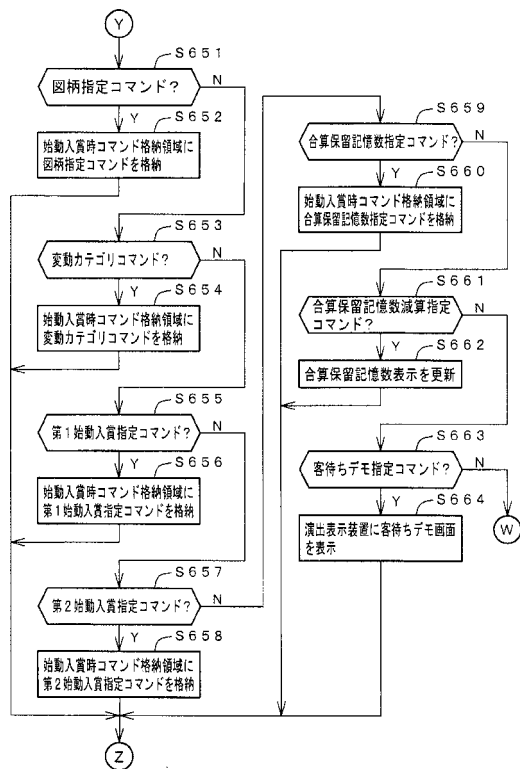 Y
S651
図柄指定コマンド?
N
Y
S652
始動入賞時コマンド格納領域に
図柄指定コマンドを格納
S653
変動カテゴリコマンド?
N
Y
S654
始動入賞時コマンド格納領域に
変動カテゴリコマンドを格納
S655
第1始動入賞指定コマンド?
N
Y
S656
始動入賞時コマンド格納領域に
第1始動入賞指定コマンドを格納
S657
第2始動入賞指定コマンド?
N
Y
S658
始動入賞時コマンド格納領域に
第2始動入賞指定コマンドを格納
Z
S659
合算保留記憶数指定コマンド?
N
Y
S660
始動入賞時コマンド格納領域に
合算保留記憶数指定コマンドを格納
S661
合算保留記憶数減算指定
コマンド?
N
Y
S662
合算保留記憶数表示を更新
S663
客待ちデモ指定コマンド?
N
Y
S664
演出表示装置に客待ちデモ画面
を表示
W